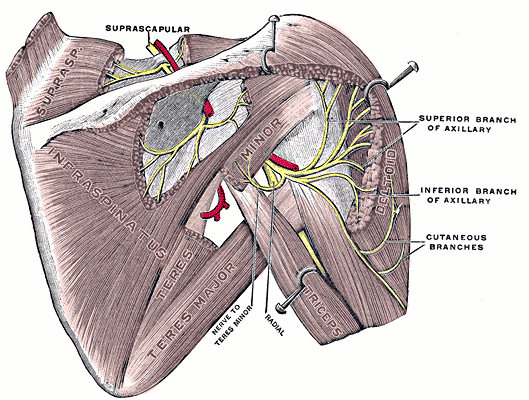 SUPRASCAPULAR
SUPRASP.
MINOR
SUPERIOR BRANCH
OF AXILLARY
DELTOID
INFRASPINATUS
INFERIOR BRANCH
OF AXILLARY
TERES
CUTANEOUS
BRANCHES
TERES MAJOR
NERVE TO
TERES MINOR
RADIAL
TRICEPS